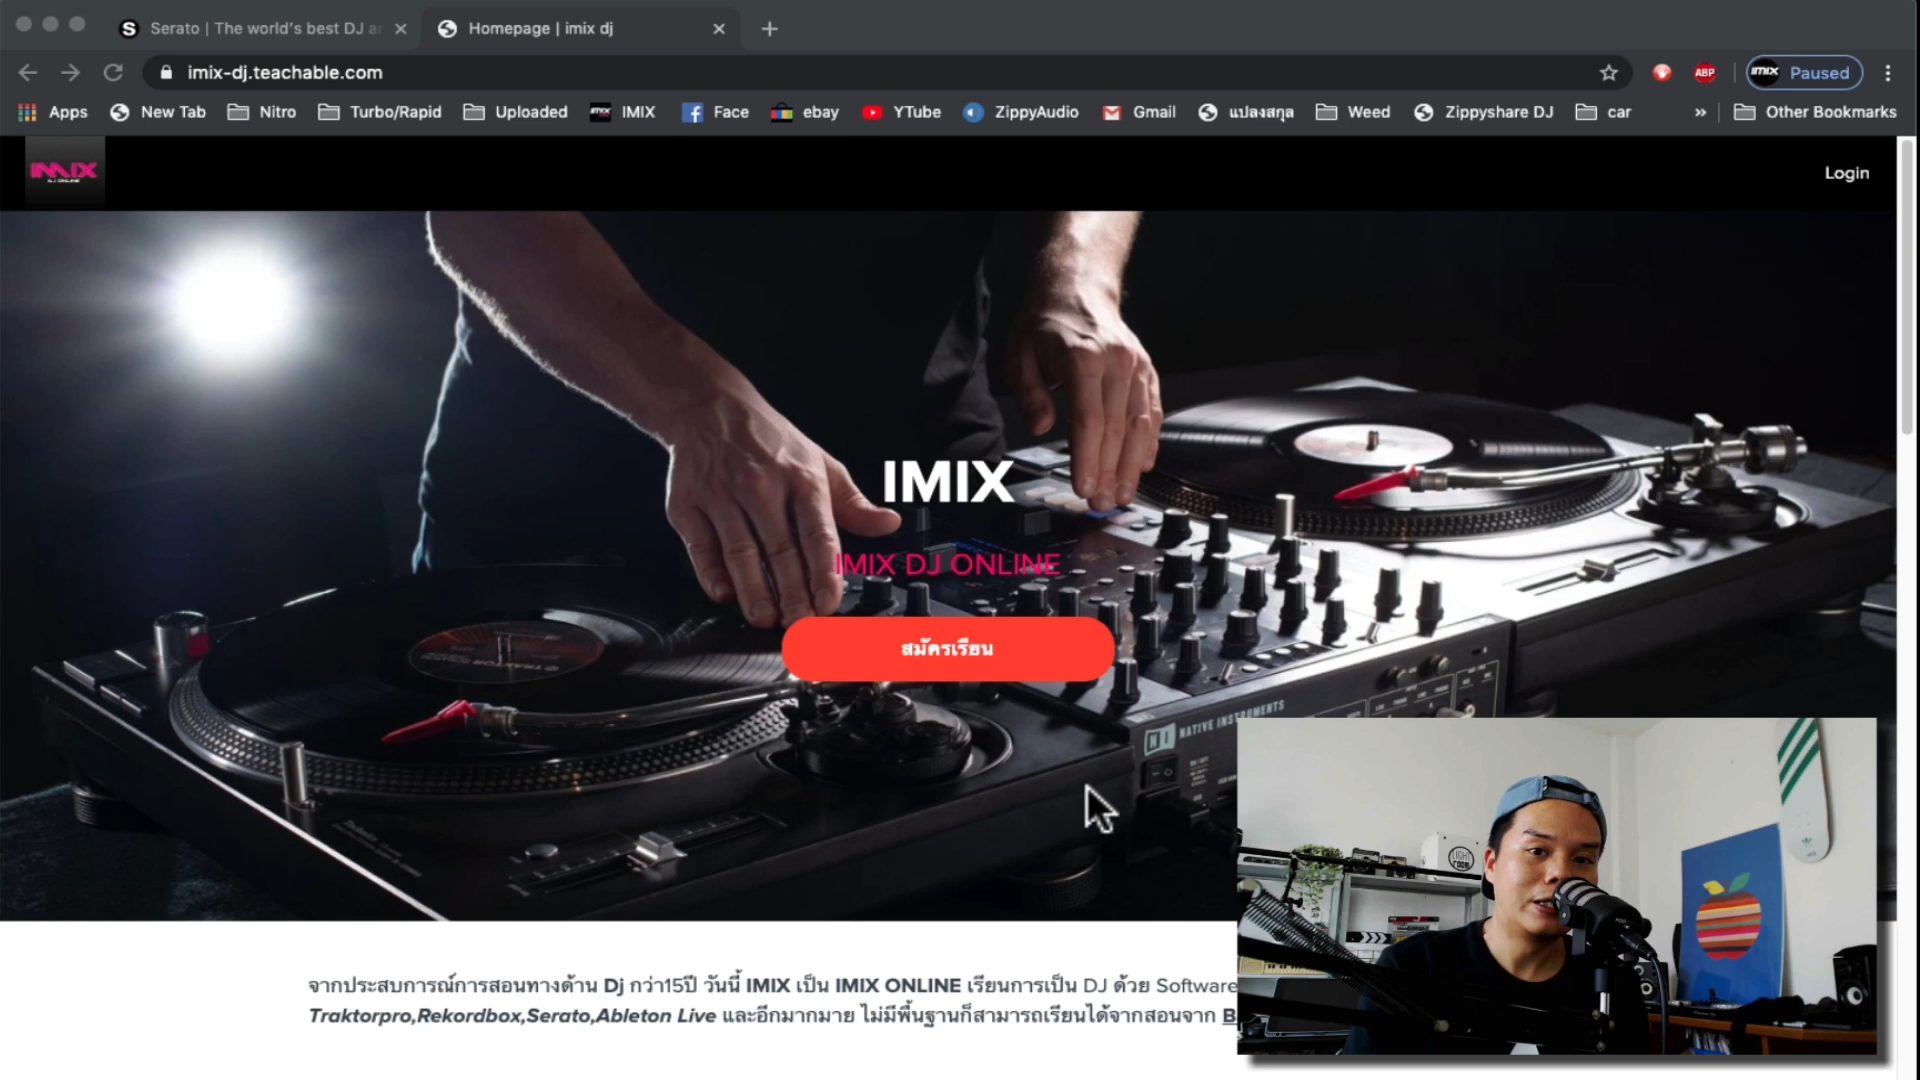 Serato | The world's best DJ an
Homepage | imix dj
imix-dj.teachable.com
ABP
IMIX
Paused
Apps
New Tab
Nitro
Turbo/Rapid
Uploaded
IMIX
Face
ebay
YTube
ZippyAudio
Gmail
แปลงสกุล
Weed
Zippyshare DJ
car
Other Bookmarks
IMIX
DJ ONLINE
Login
IMIX
IMIX DJ ONLINE
สมัครเรียน
NATIVE INSTRUMENTS
LIGHT
ROOM
จากประสบการณ์การสอนทางด้าน Dj กว่า15ปี วันนี้ IMIX เป็น IMIX ONLINE เรียนการเป็น DJ ด้วย Software
Traktorpro,Rekordbox,Serato,Ableton Live และอีกมากมาย ไม่มีพื้นฐานก็สามารถเรียนได้จากสอนจาก B